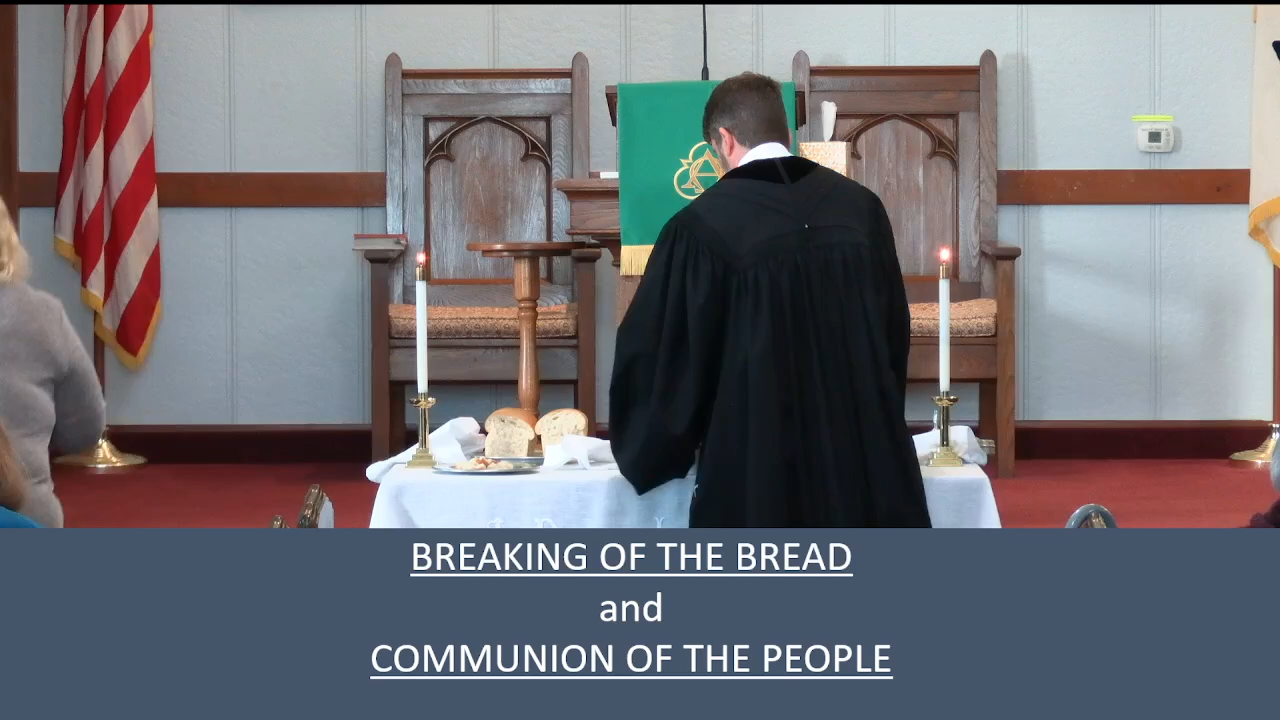 BREAKING OF THE BREAD
and
COMMUNION OF THE PEOPLE